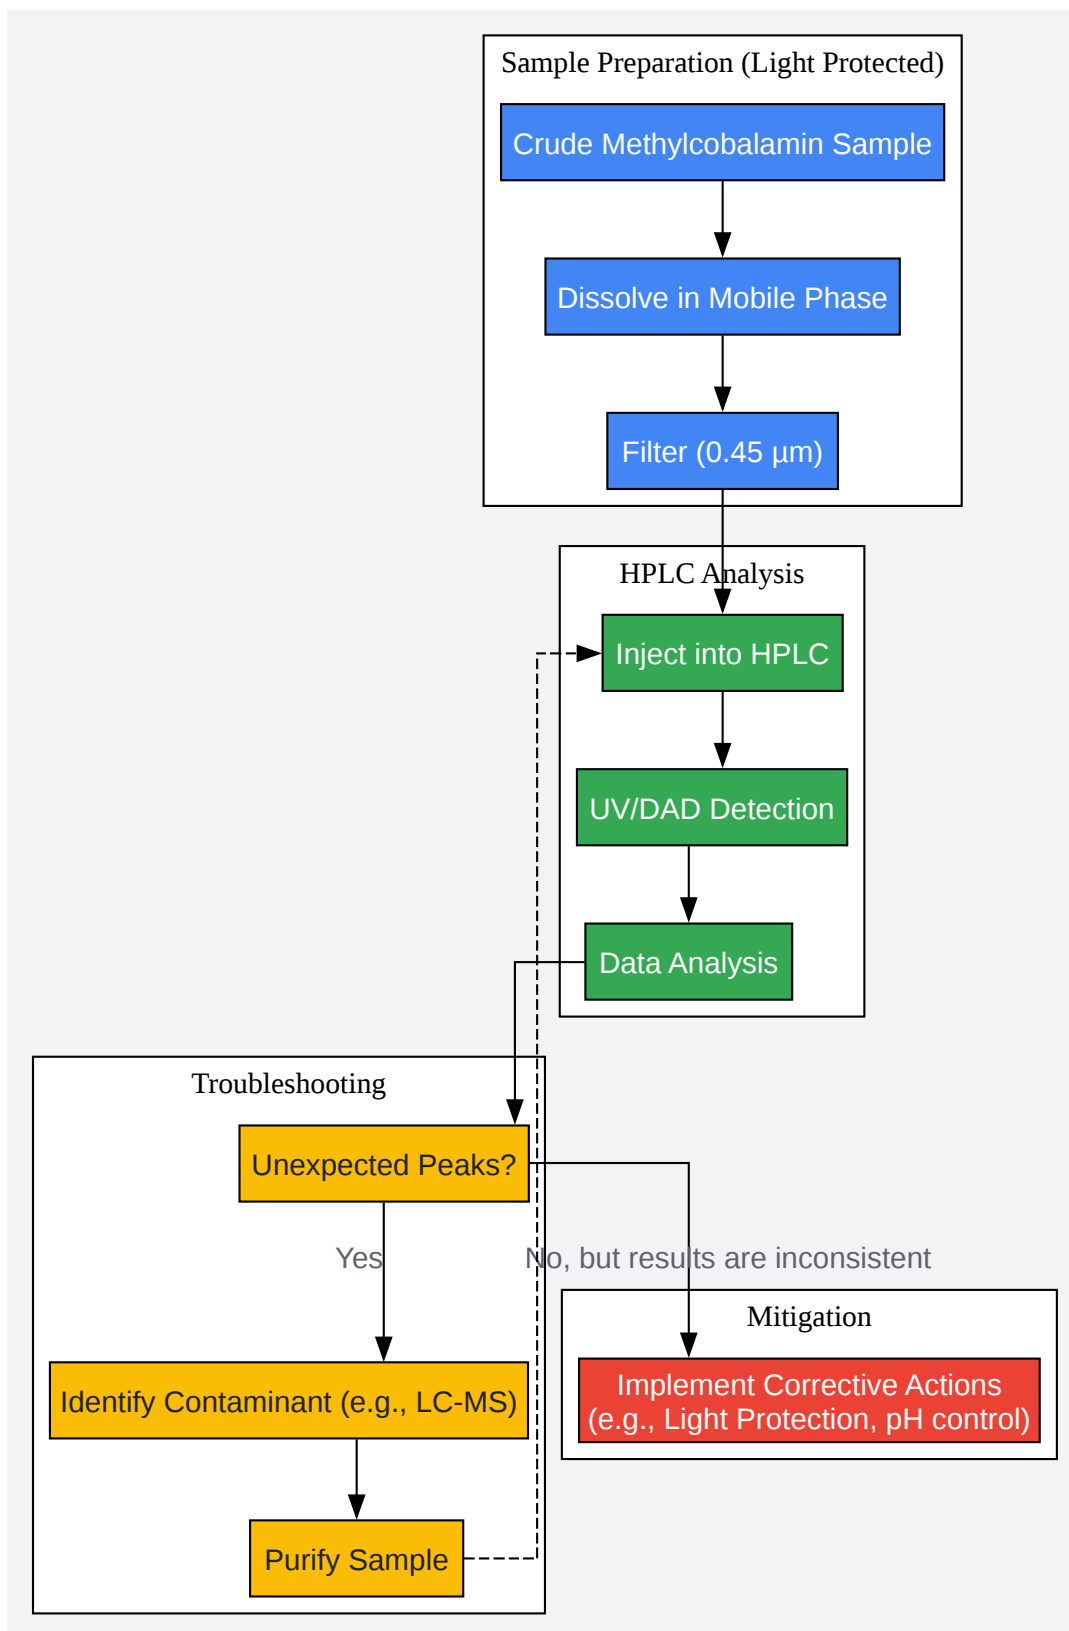 Sample Preparation (Light Protected)
Crude Methylcobalamin Sample
Dissolve in Mobile Phase
Filter (0.45 µm)
HPLC Analysis
Inject into HPLC
UV/DAD Detection
Data Analysis
Troubleshooting
Unexpected Peaks?
Yes
No, but results are inconsistent
Mitigation
Implement Corrective Actions
(e.g., Light Protection, pH control)
Identify Contaminant (e.g., LC-MS)
Purify Sample